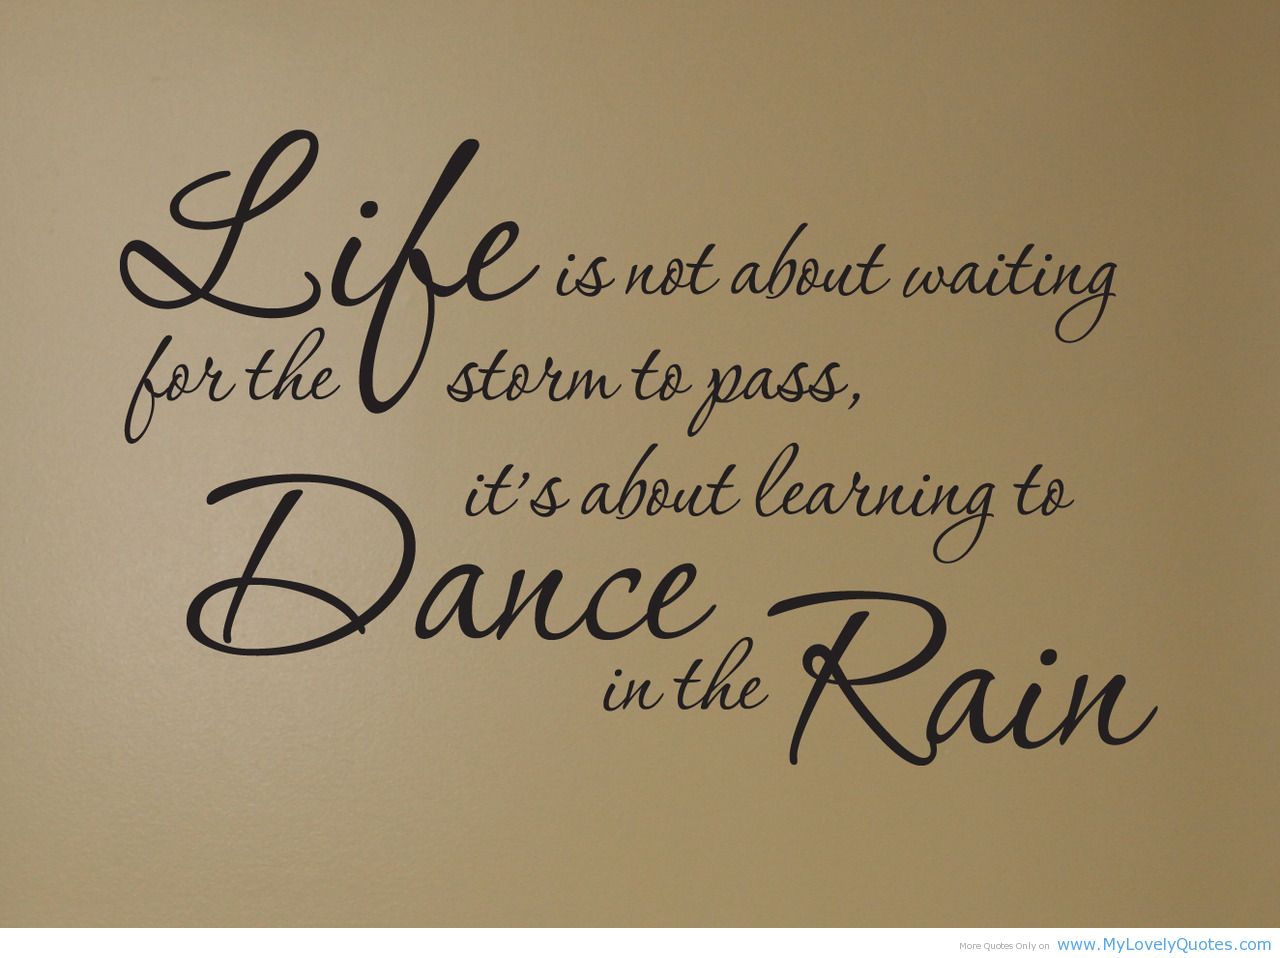 Life is not about waiting
for the storm to pass,
it's about learning to
Dance
in the Rain
More Quotes Only on www.MyLovelyQuotes.com